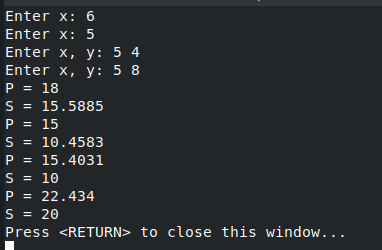 Enter x: 6
Enter x: 5
Enter x, y: 5 4
Enter x, y: 5 8
P = 18
S = 15.5885
P = 15
S = 10.4583
P = 15.4031
S = 10
P = 22.434
S = 20
Press <RETURN> to close this window...